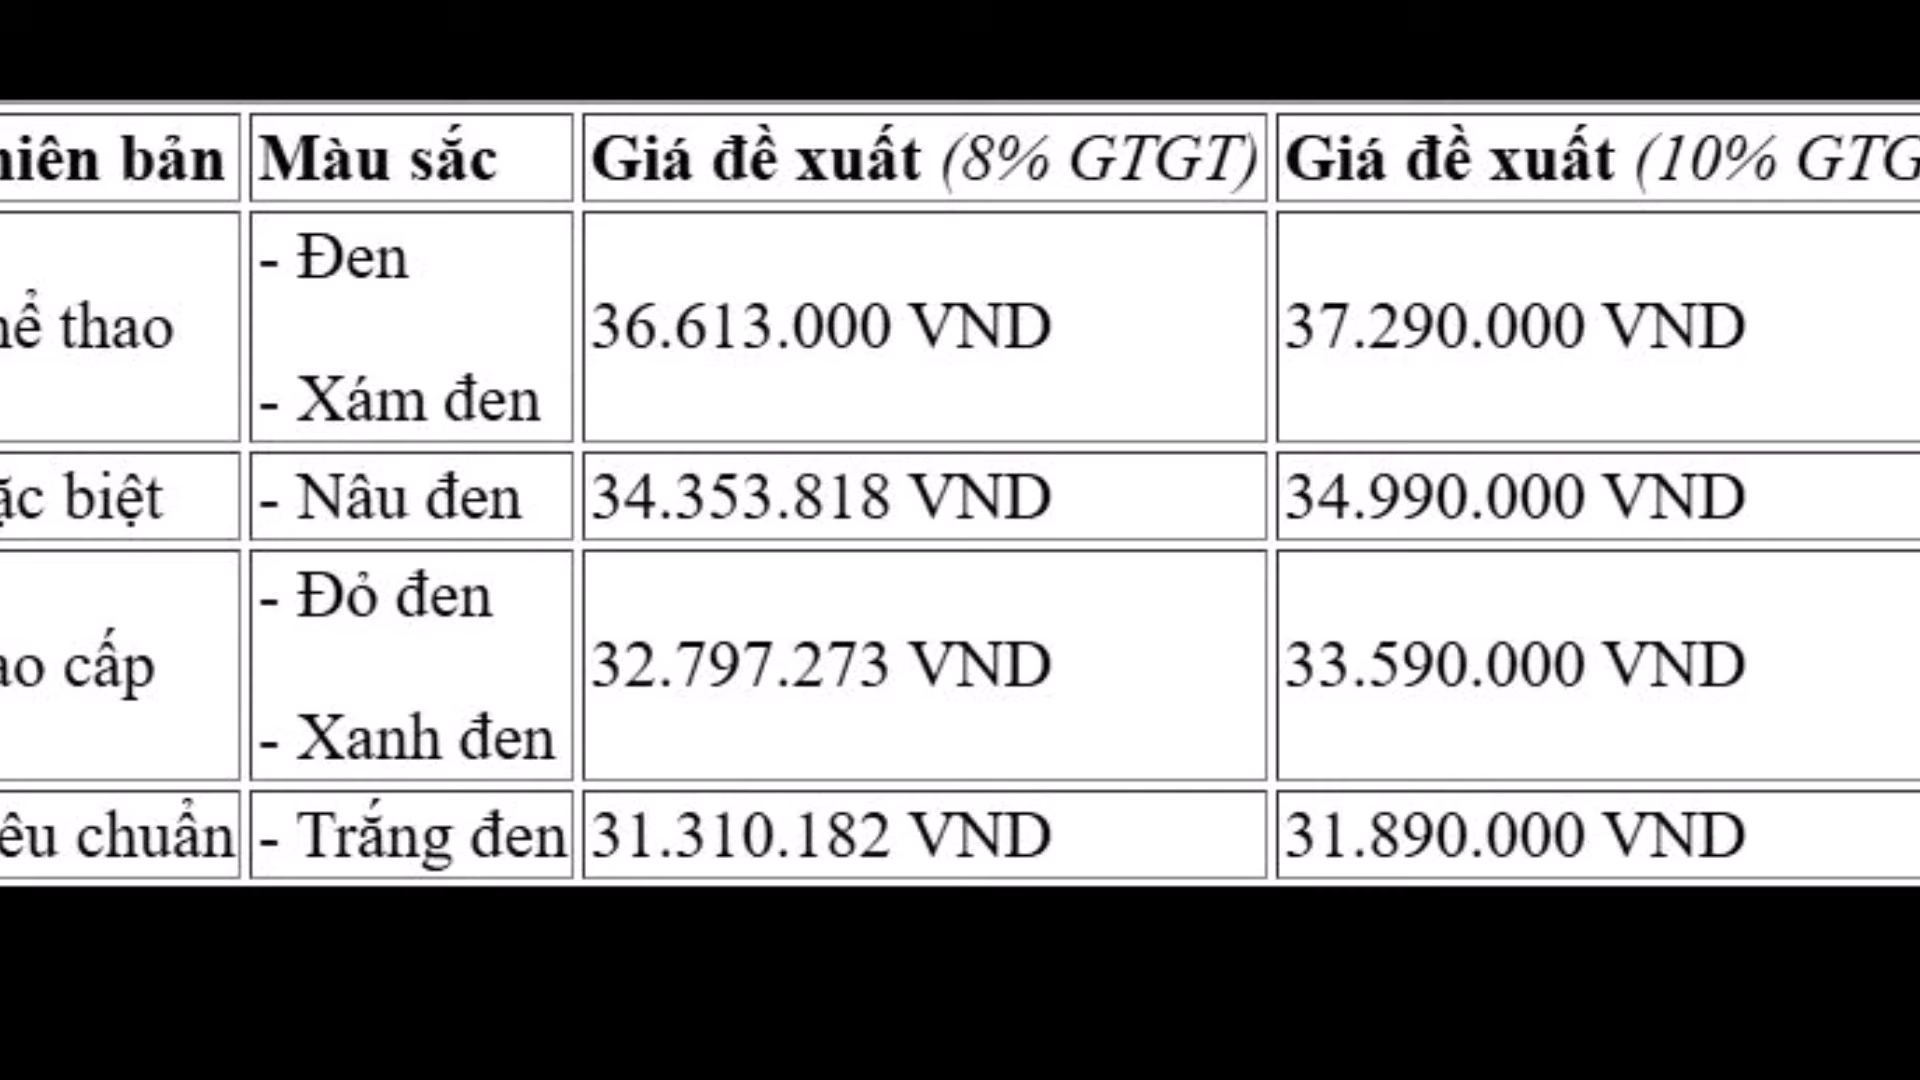 hiên bản Màu sắc Giá đề xuất (8% GTGT) Giá đề xuất (10% GTG
- Đen
hể thao 36.613.000 VND 37.290.000 VND
- Xám đen
ặc biệt - Nâu đen 34.353.818 VND 34.990.000 VND
- Đỏ đen
ao cấp 32.797.273 VND 33.590.000 VND
- Xanh đen
êu chuẩn - Trắng đen 31.310.182 VND 31.890.000 VND